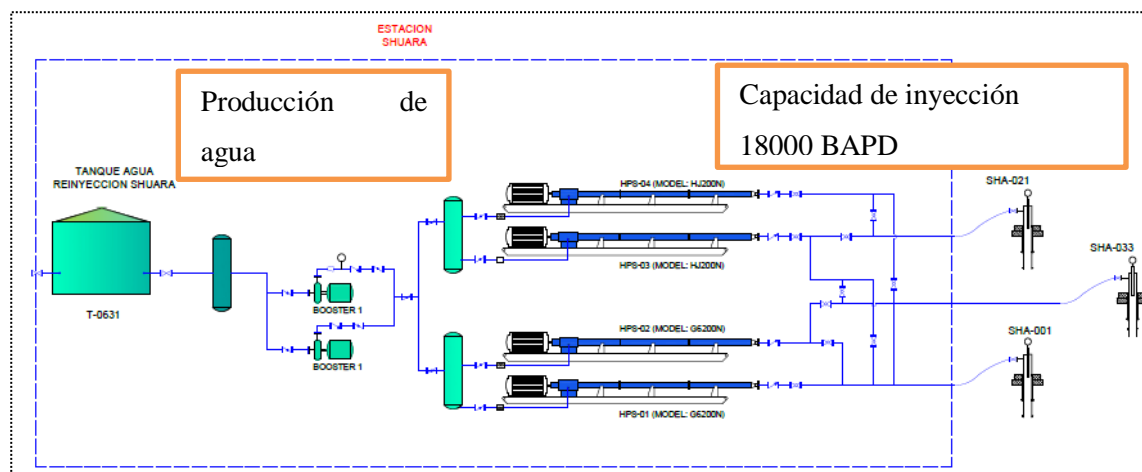 ESTACION
SHUARA
Producción de
agua
Capacidad de inyección
18000 BAPD
TANQUE AGUA
REINYECCION SHUARA
T-0631
BOOSTER 1
BOOSTER 1
HPS-04 (MODEL: HJ200N)
HPS-03 (MODEL: HJ200N)
HPS-02 (MODEL: G6200N)
HPS-01 (MODEL: G6200N)
SHA-021
SHA-033
SHA-001